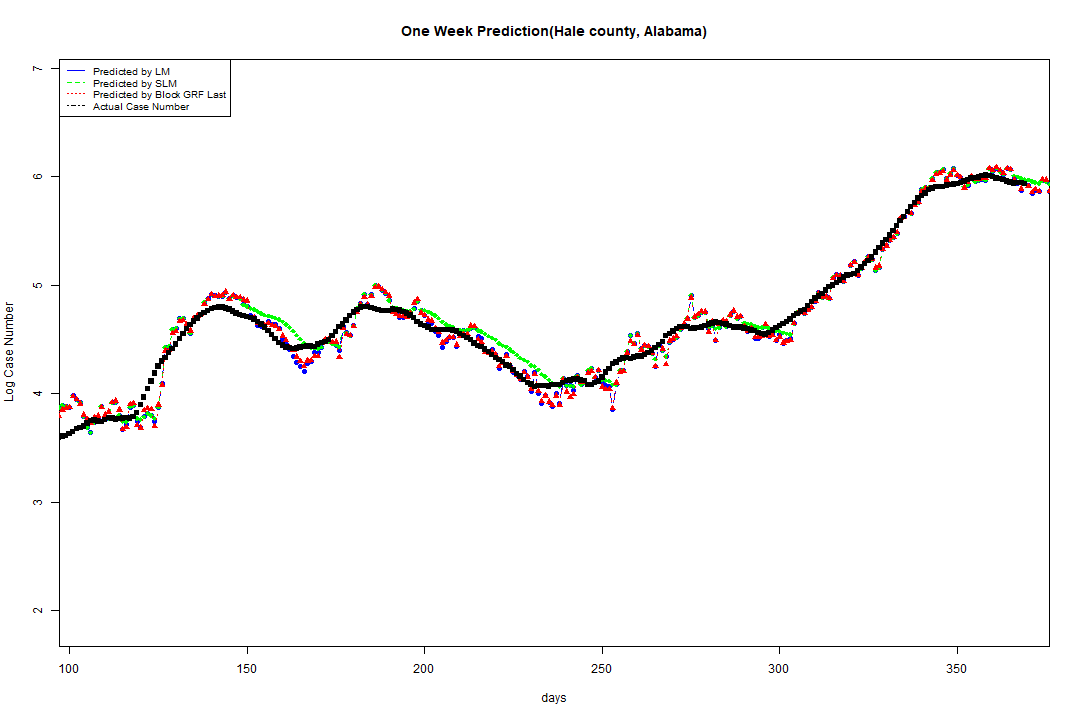 One Week Prediction(Hale county, Alabama)
Predicted by LM
Predicted by SLM
Predicted by Block GRF Last
Actual Case Number
7
6
5
4
3
2
Log Case Number
100 150 200 250 300 350
days